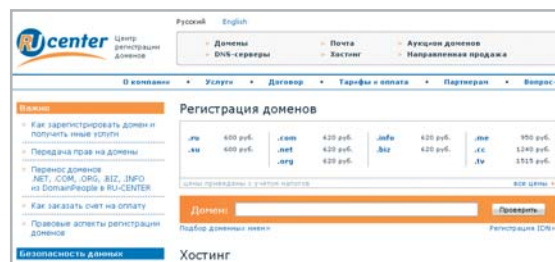 Русский English
RU center
Центр регистрации доменов
Домены
DNS-серверы
Почта
Хостинг
Аукцион доменов
Направленная продажа
О компании • Услуги • Договор • Тарифы и оплата • Партнерам • Вопрос
Важно
Как зарегистрировать домен и
получить иные услуги
Передача прав на домены
Перенос доменов
.NET, .COM, .ORG, .BIZ, .INFO
из DomainPeople в RU-CENTER
Как заказать счет на оплату
Правовые аспекты регистрации
доменов
Безопасность данных
Регистрация доменов
.ru 600 руб. .com 420 руб. .info 420 руб. .me 950 руб.
.su 600 руб. .net 420 руб. .biz 420 руб. .cc 1240 руб.
.org 420 руб. .tv 1515 руб.
цены приведены с учетом налогов все цены
Домен: Проверить
Подбор доменных имен Регистрация IDN
Хостинг